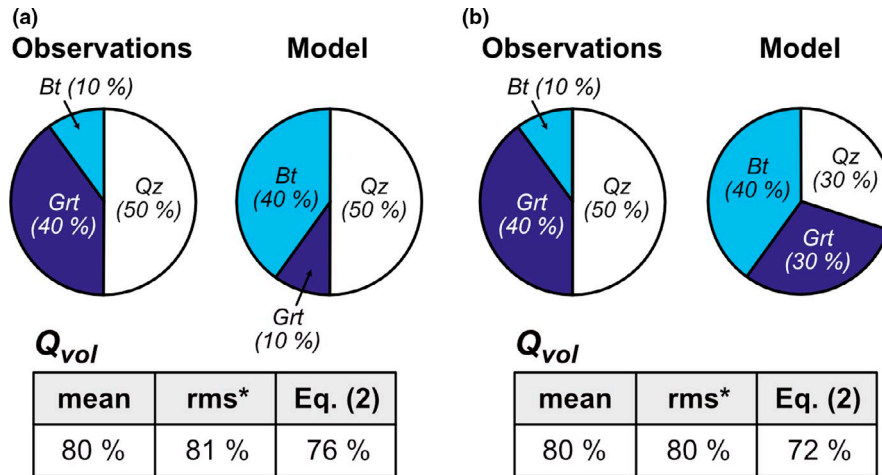 (a)
Observations
Model
Bt (10 %)
Grt
(40 %)
Qz
(50 %)
Bt
(40 %)
Qz
(50 %)
Grt
(10 %)
Qvol
mean rms* Eq. (2)
80 % 81 % 76 %
(b)
Observations
Model
Bt (10 %)
Grt
(40 %)
Qz
(50 %)
Bt
(40 %)
Qz
(30 %)
Grt
(30 %)
Qvol
mean rms* Eq. (2)
80 % 80 % 72 %